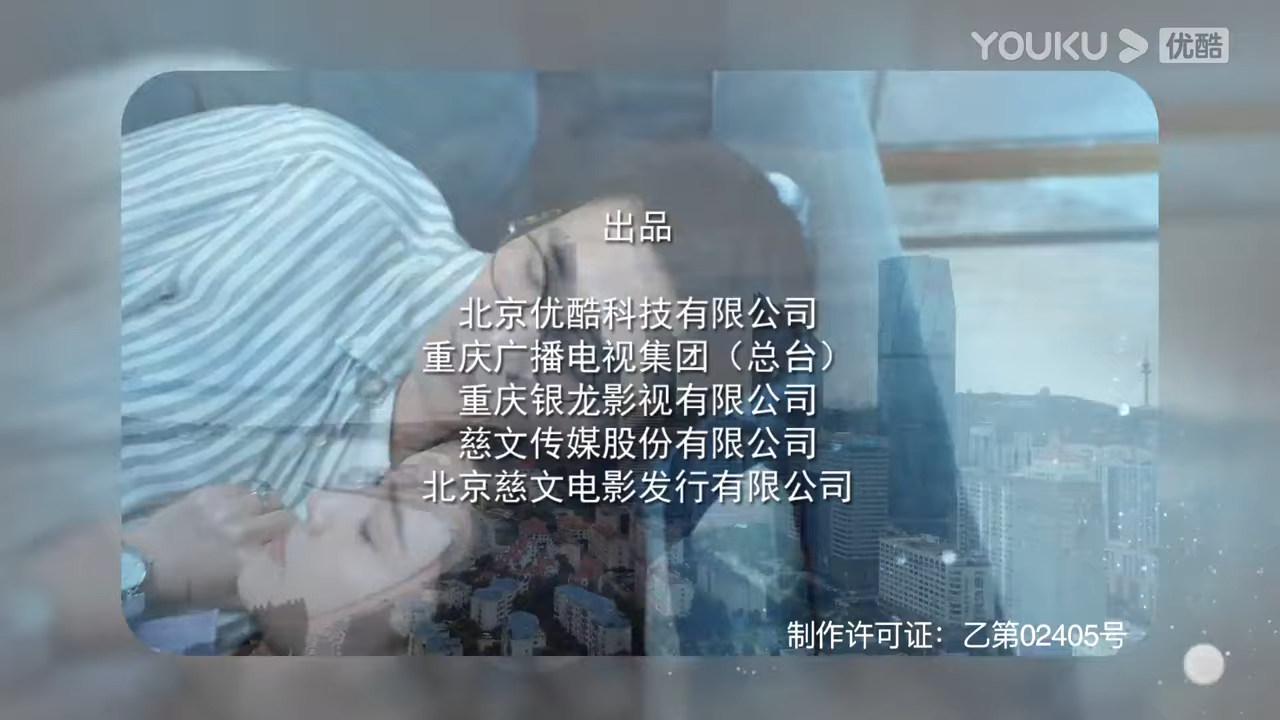 YOUKU 优酷
出品
北京优酷科技有限公司
重庆广播电视集团（总台）
重庆银龙影视有限公司
慈文传媒股份有限公司
北京慈文电影发行有限公司
制作许可证：乙第02405号